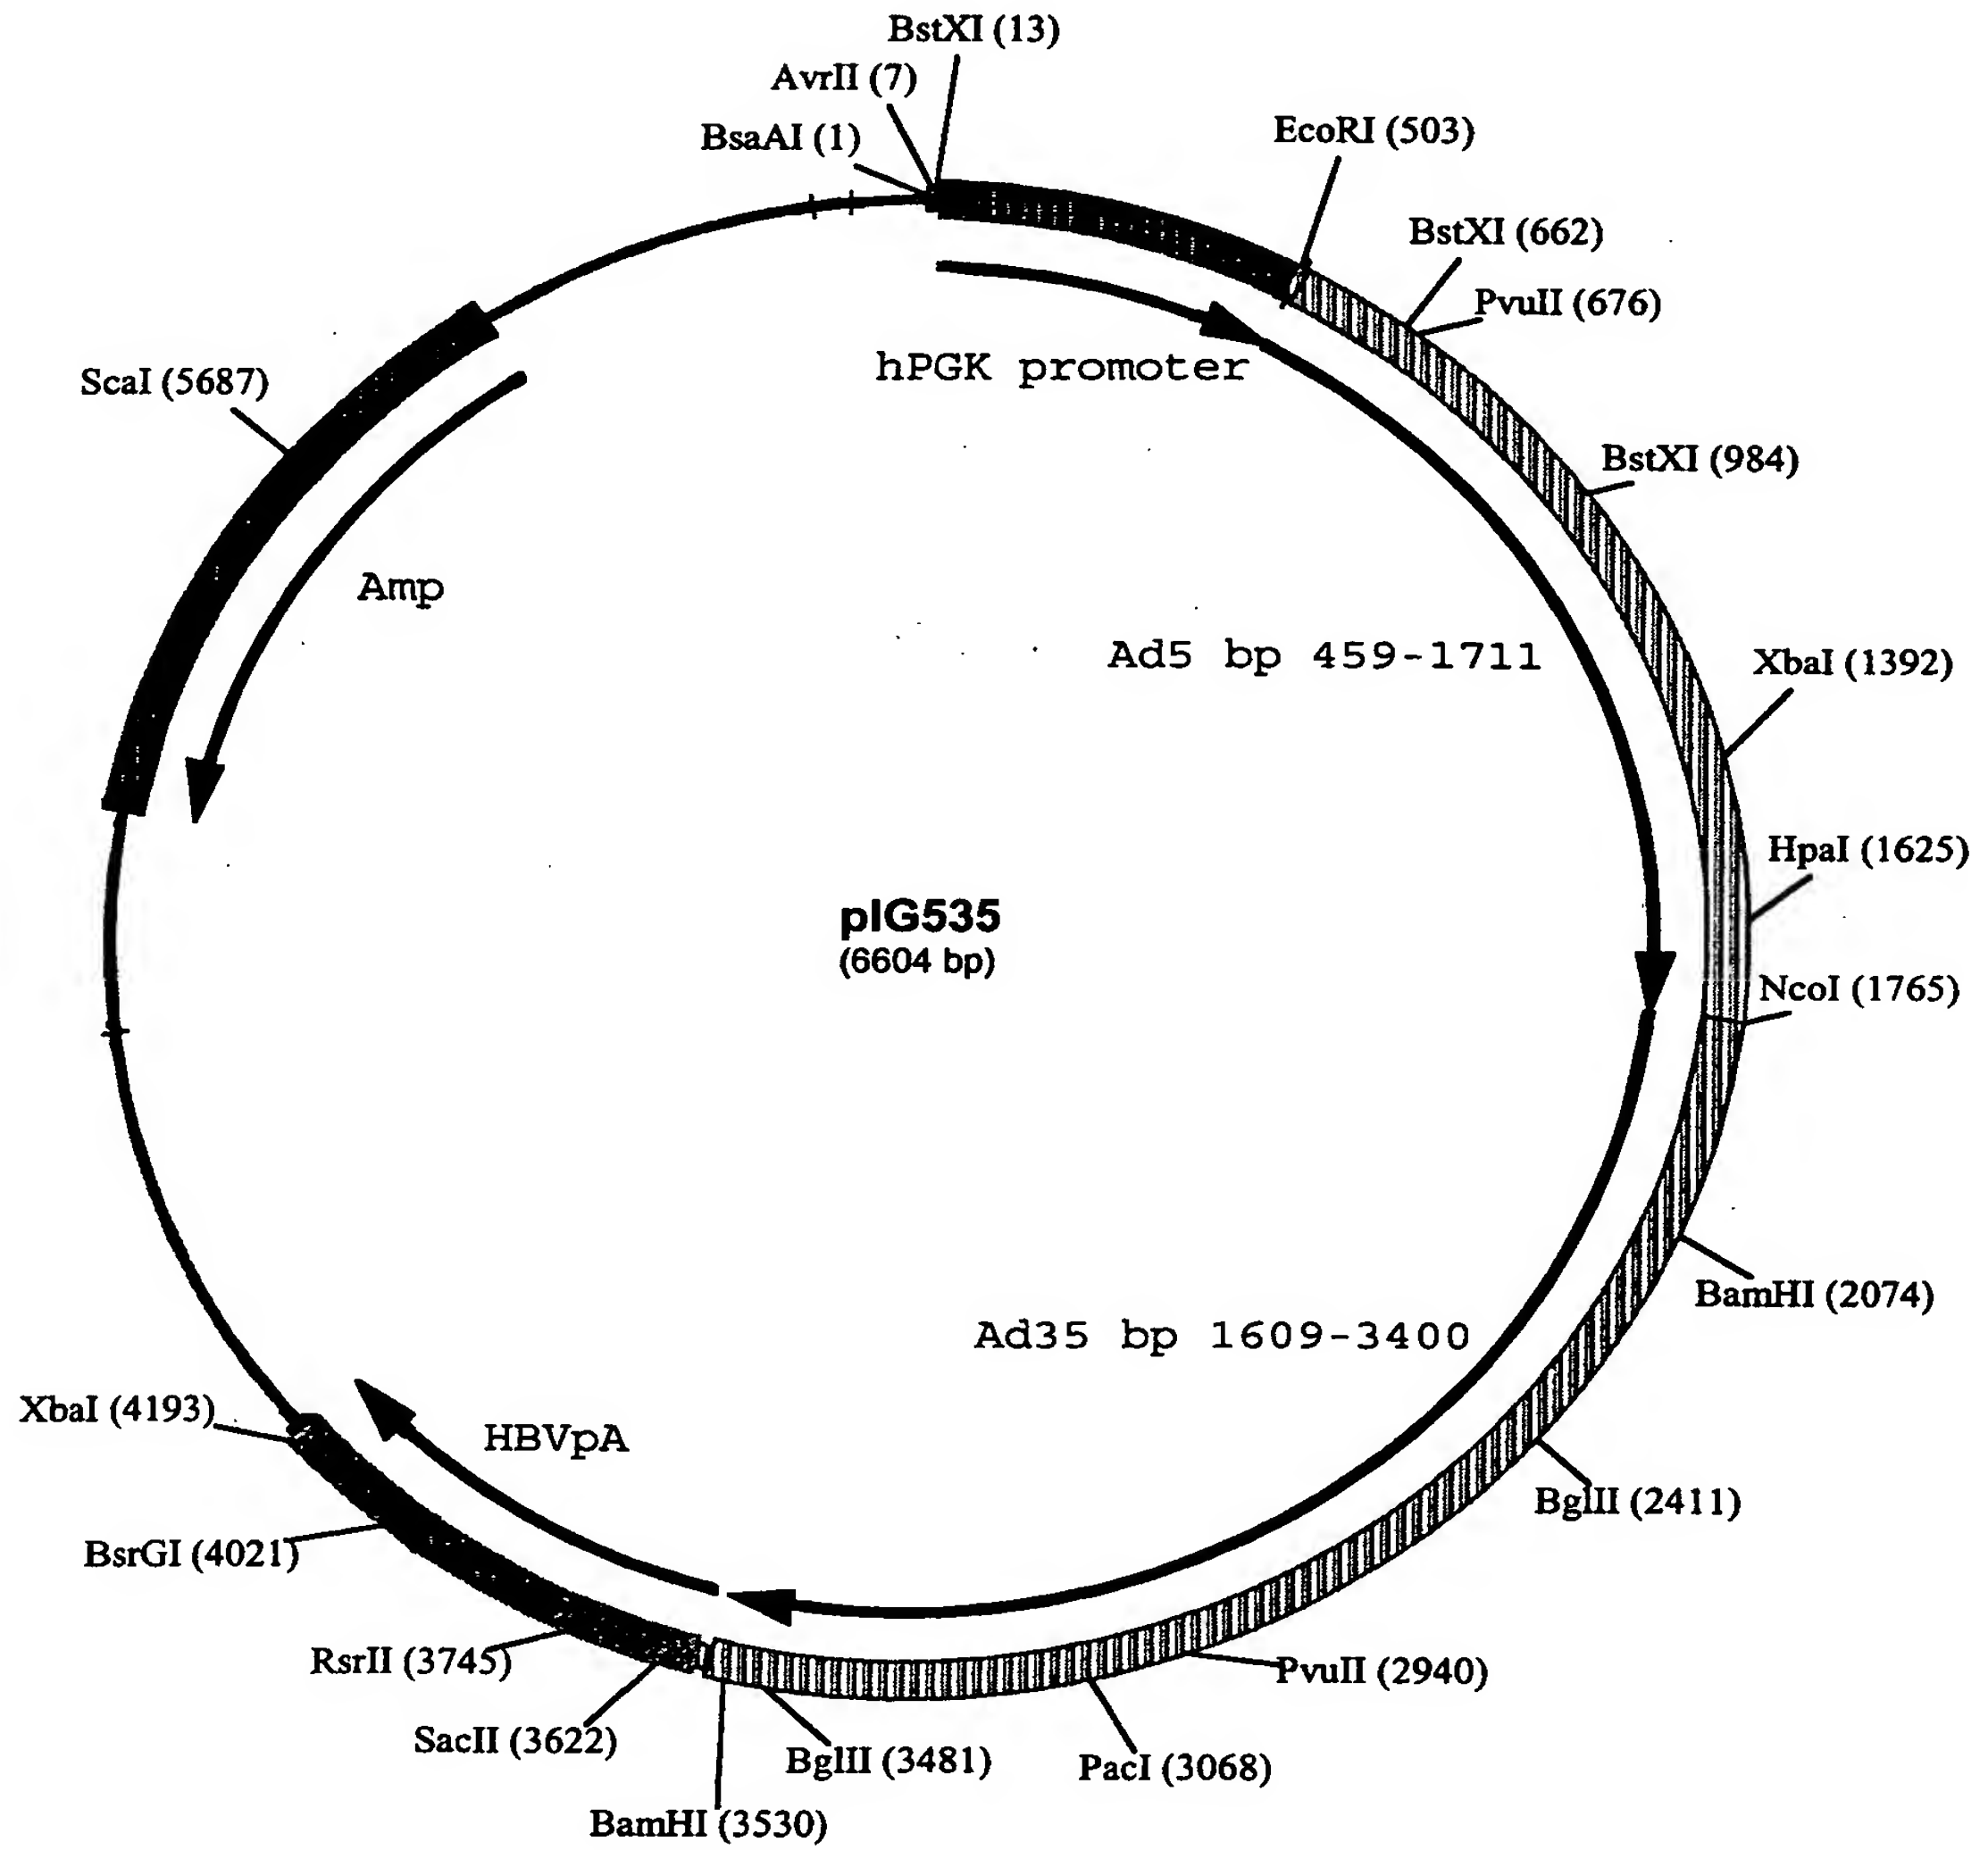 BstXI (13)
AvrII (7)
BsaAI (1)
EcoRI (503)
BstXI (662)
PvuII (676)
hPGK promoter
ScaI (5687)
BstXI (984)
Amp
Ad5 bp 459-1711
XbaI (1392)
HpaI (1625)
pIG535
(6604 bp)
NcoI (1765)
BamHI (2074)
Ad35 bp 1609-3400
XbaI (4193)
HBVpA
BglII (2411)
BsrGI (4021)
RsrII (3745)
PvuII (2940)
SacII (3622)
BglII (3481)
PacI (3068)
BamHI (3530)